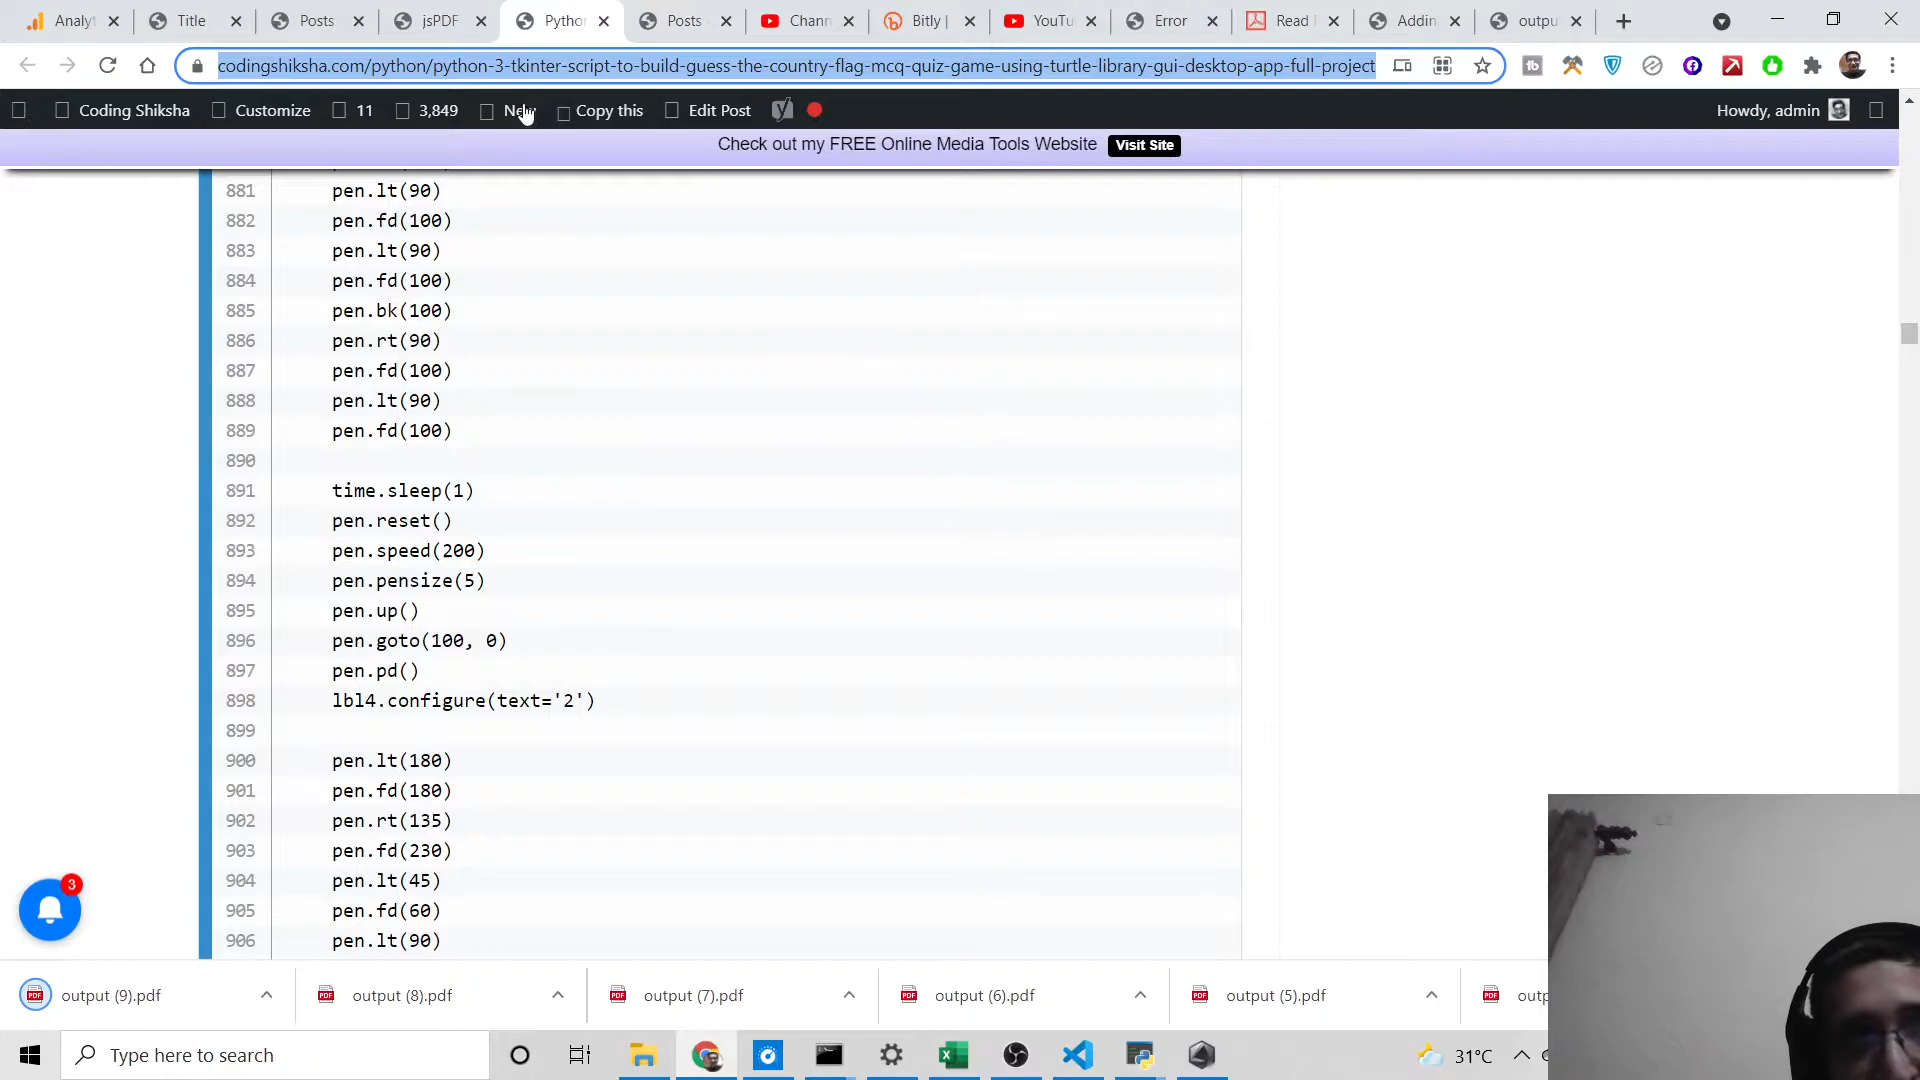 Analyt
Title
Posts
jsPDF
Python
Posts
Chann
Bitly |
YouTu
Error
Read
Addin
outpu
codingshiksha.com/python/python-3-tkinter-script-to-build-guess-the-country-flag-mcq-quiz-game-using-turtle-library-gui-desktop-app-full-project
Coding Shiksha
Customize
11
3,849
New
Copy this
Edit Post
Howdy, admin
Check out my FREE Online Media Tools Website
Visit Site
881 pen.lt(90)
882 pen.fd(100)
883 pen.lt(90)
884 pen.fd(100)
885 pen.bk(100)
886 pen.rt(90)
887 pen.fd(100)
888 pen.lt(90)
889 pen.fd(100)
890
891 time.sleep(1)
892 pen.reset()
893 pen.speed(200)
894 pen.pensize(5)
895 pen.up()
896 pen.goto(100, 0)
897 pen.pd()
898 lbl4.configure(text='2')
899
900 pen.lt(180)
901 pen.fd(180)
902 pen.rt(135)
903 pen.fd(230)
904 pen.lt(45)
905 pen.fd(60)
906 pen.lt(90)
3
output (9).pdf
output (8).pdf
output (7).pdf
output (6).pdf
output (5).pdf
outp
Type here to search
31°C